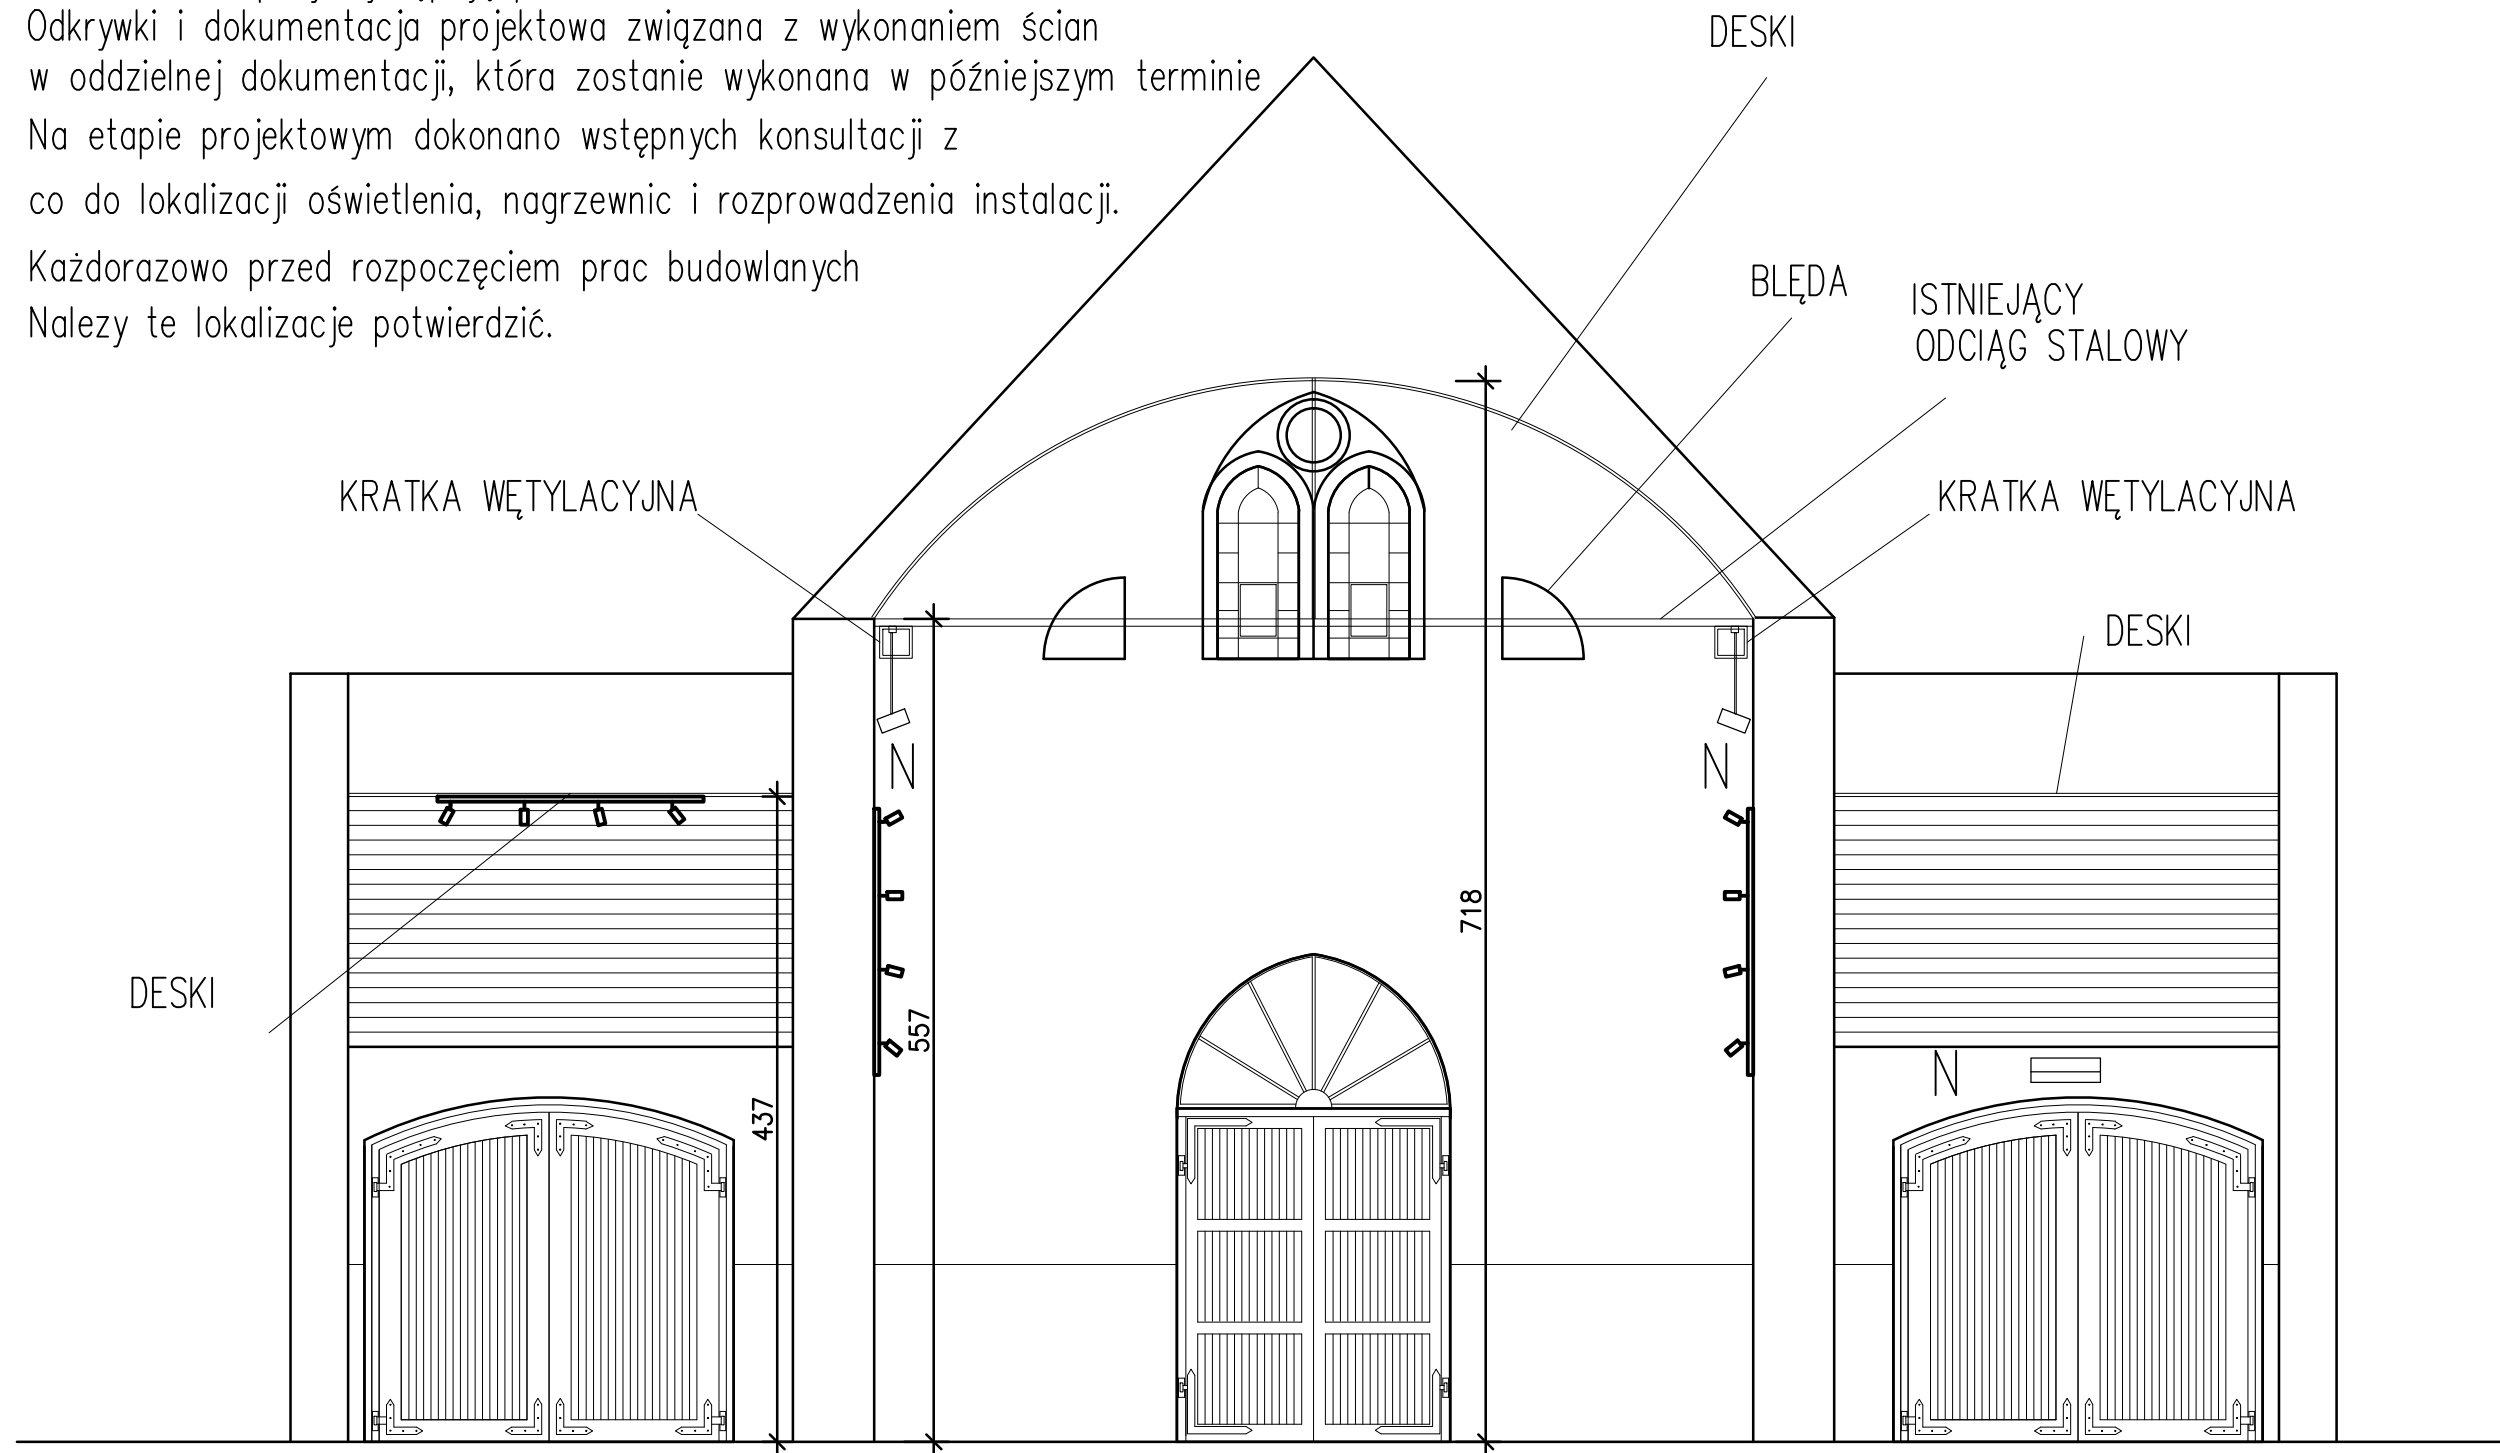 Odkrywki i dokumentacja projektowa związana z wykonaniem ścian
w oddzielnej dokumentacji, która zostanie wykonana w późniejszym terminie
Na etapie projektowym dokonano wstępnych konsultacji z
co do lokalizacji oświetlenia, nagrzewnic i rozprowadzenia instalacji.
Każdorazowo przed rozpoczęciem prac budowlanych
Nalezy te lokalizacje potwierdzić.
DESKI
BLĘDA
ISTNIEJĄCY
ODCIĄG STALOWY
KRATKA WĘTYLACYJNA
KRATKA WĘTYLACYJNA
DESKI
N
N
718
DESKI
557
N
437